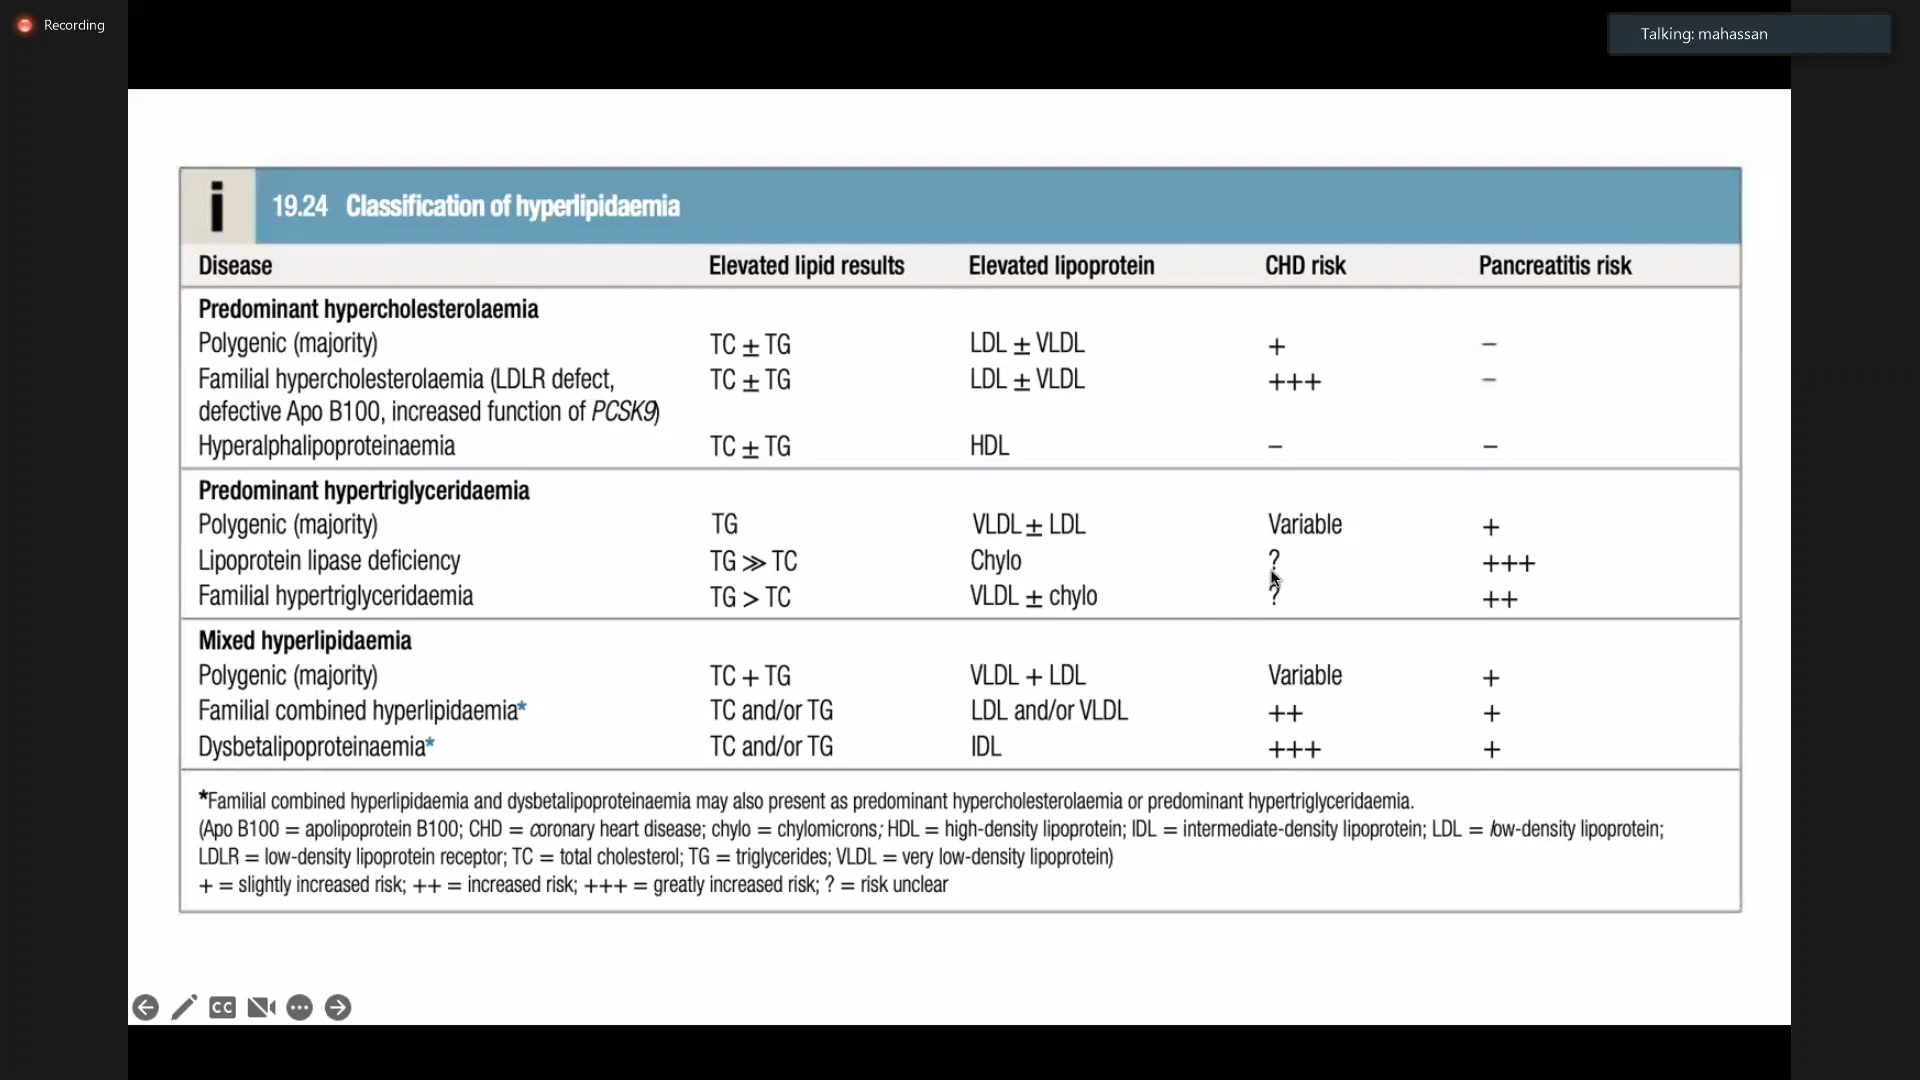 Recording
Talking: mahassan
i 19.24 Classification of hyperlipidaemia
Disease Elevated lipid results Elevated lipoprotein CHD risk Pancreatitis risk
Predominant hypercholesterolaemia
Polygenic (majority) TC ± TG LDL ± VLDL + –
Familial hypercholesterolaemia (LDLR defect, TC ± TG LDL ± VLDL +++ –
defective Apo B100, increased function of PCSK9)
Hyperalphalipoproteinaemia TC ± TG HDL – –
Predominant hypertriglyceridaemia
Polygenic (majority) TG VLDL ± LDL Variable +
Lipoprotein lipase deficiency TG ≫ TC Chylo ? +++
Familial hypertriglyceridaemia TG > TC VLDL ± chylo ? ++
Mixed hyperlipidaemia
Polygenic (majority) TC + TG VLDL + LDL Variable +
Familial combined hyperlipidaemia* TC and/or TG LDL and/or VLDL ++ +
Dysbetalipoproteinaemia* TC and/or TG IDL +++ +
*Familial combined hyperlipidaemia and dysbetalipoproteinaemia may also present as predominant hypercholesterolaemia or predominant hypertriglyceridaemia.
(Apo B100 = apolipoprotein B100; CHD = coronary heart disease; chylo = chylomicrons; HDL = high-density lipoprotein; IDL = intermediate-density lipoprotein; LDL = low-density lipoprotein;
LDLR = low-density lipoprotein receptor; TC = total cholesterol; TG = triglycerides; VLDL = very low-density lipoprotein)
+ = slightly increased risk; ++ = increased risk; +++ = greatly increased risk; ? = risk unclear
CC